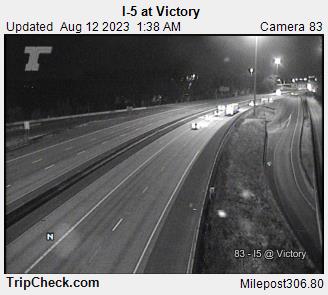 I-5 at Victory
Updated Aug 12 2023 1:38 AM Camera 83
T
N
83 - I5 @ Victory
TripCheck.com Milepost306.80